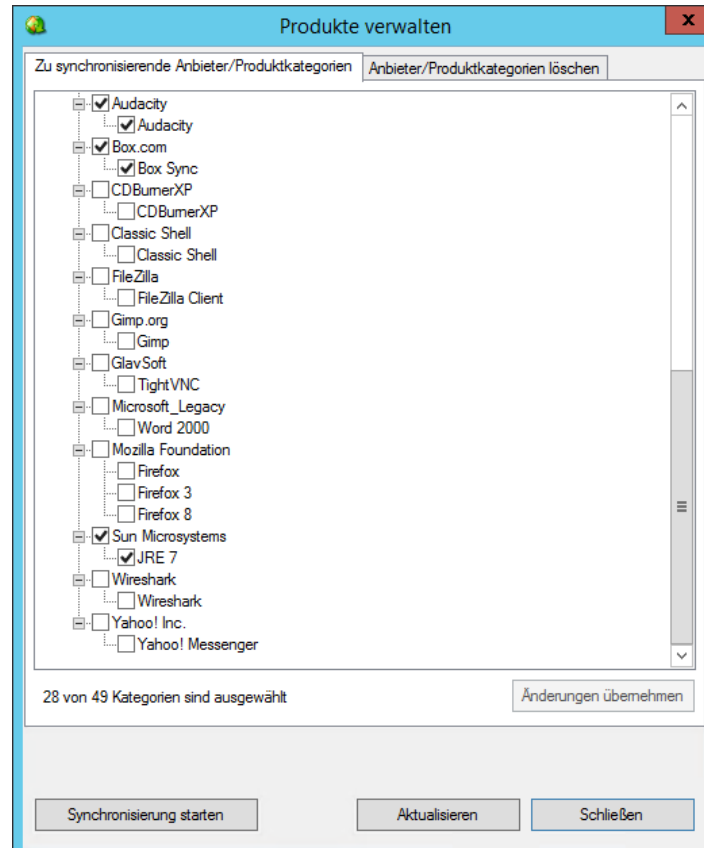 Produkte verwalten
x
Zu synchronisierende Anbieter/Produktkategorien
Anbieter/Produktkategorien löschen
Audacity
Audacity
Box.com
Box Sync
CDBurnerXP
CDBurnerXP
Classic Shell
Classic Shell
FileZilla
FileZilla Client
Gimp.org
Gimp
GlavSoft
TightVNC
Microsoft_Legacy
Word 2000
Mozilla Foundation
Firefox
Firefox 3
Firefox 8
Sun Microsystems
JRE 7
Wireshark
Wireshark
Yahoo! Inc.
Yahoo! Messenger
28 von 49 Kategorien sind ausgewählt
Änderungen übernehmen
Synchronisierung starten
Aktualisieren
Schließen